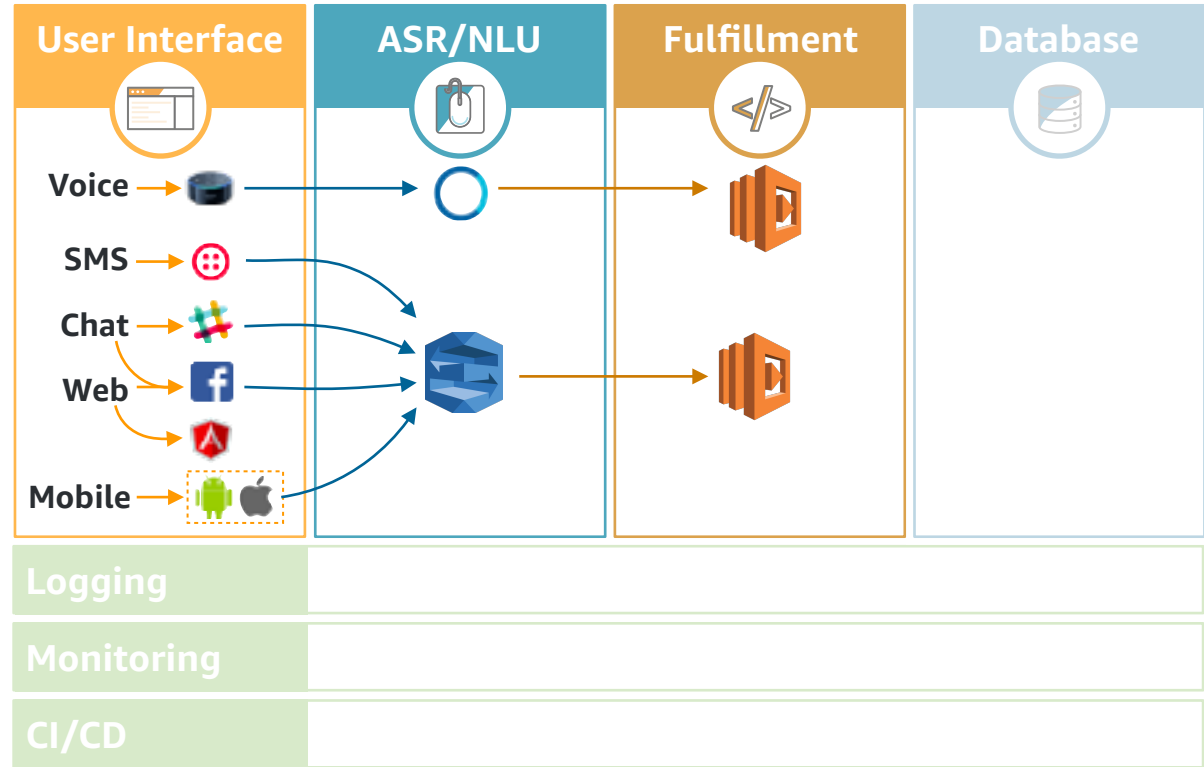 User Interface
ASR/NLU
Fulfillment
Database
Voice
SMS
Chat
Web
Mobile
Logging
Monitoring
CI/CD